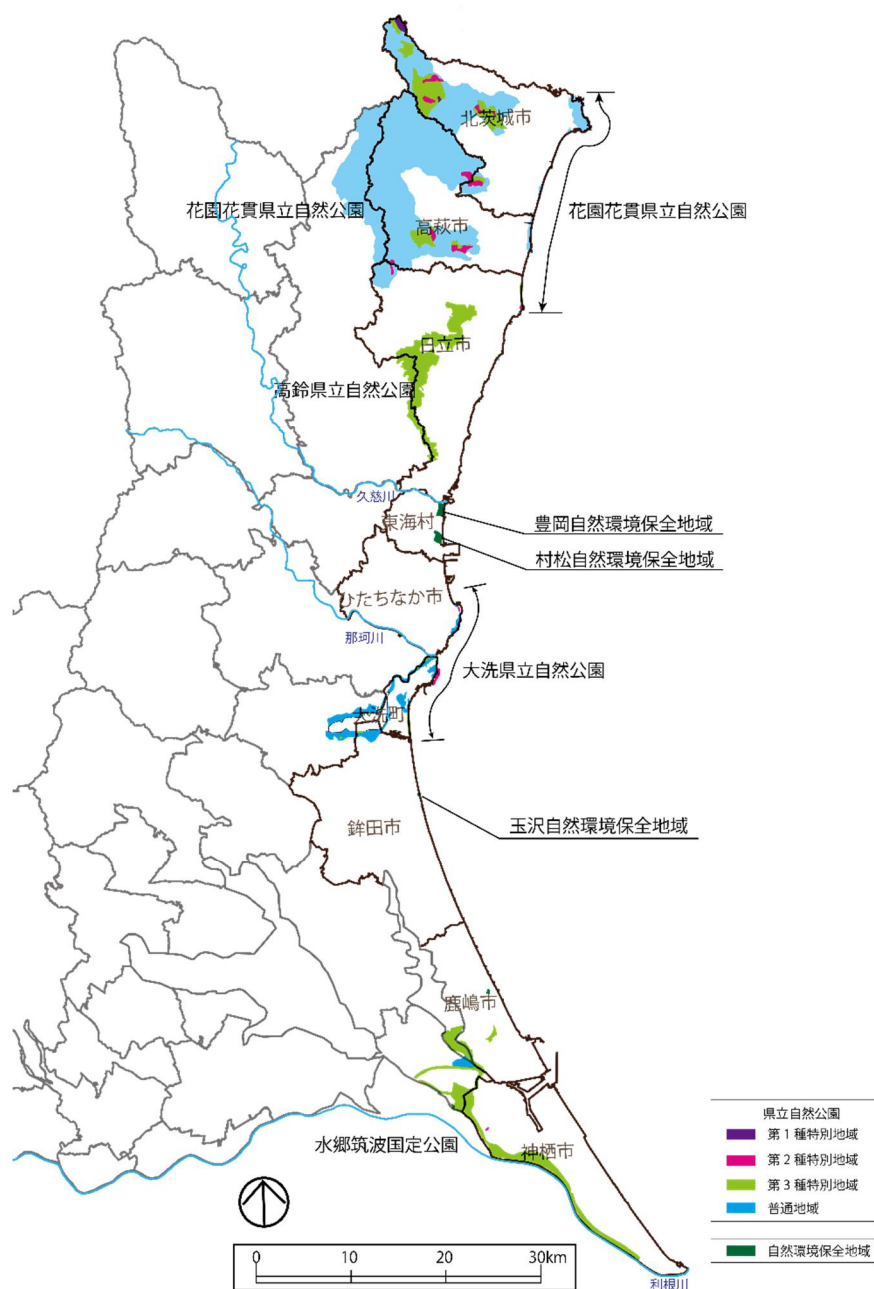 北茨城市
花園花貫県立自然公園
花園花貫県立自然公園
高萩市
日立市
高鈴県立自然公園
久慈川
東海村
豊岡自然環境保全地域
村松自然環境保全地域
ひたちなか市
那珂川
大洗県立自然公園
大洗町
玉沢自然環境保全地域
鉾田市
鹿嶋市
水郷筑波国定公園
神栖市
県立自然公園
第1種特別地域
第2種特別地域
第3種特別地域
普通地域
自然環境保全地域
0 10 20 30km
利根川